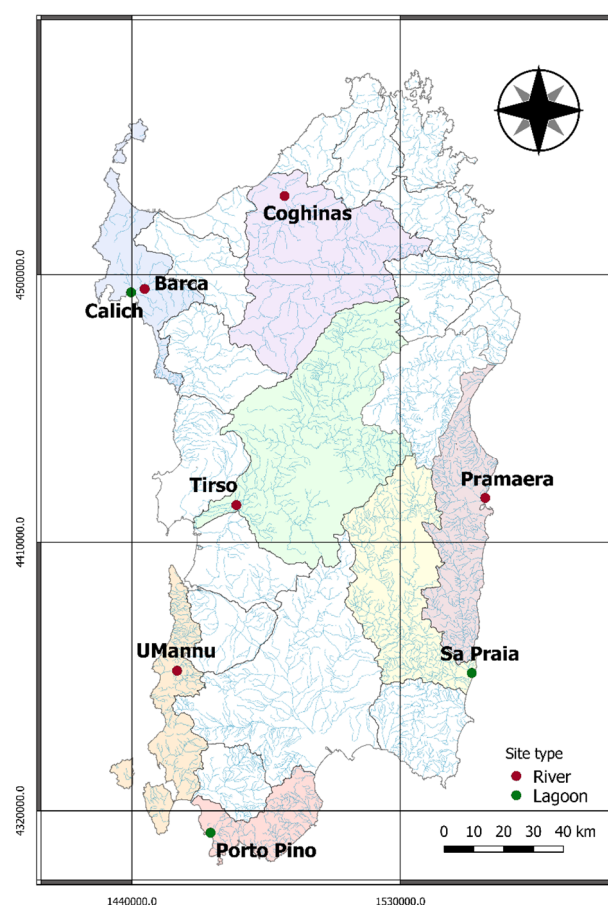 Coghinas
4500000.0
Barca
Calich
Tirso
Pramaera
4410000.0
UMannu
Sa Praia
Site type
River
Lagoon
4320000.0
0 10 20 30 40 km
Porto Pino
1440000.0 1530000.0